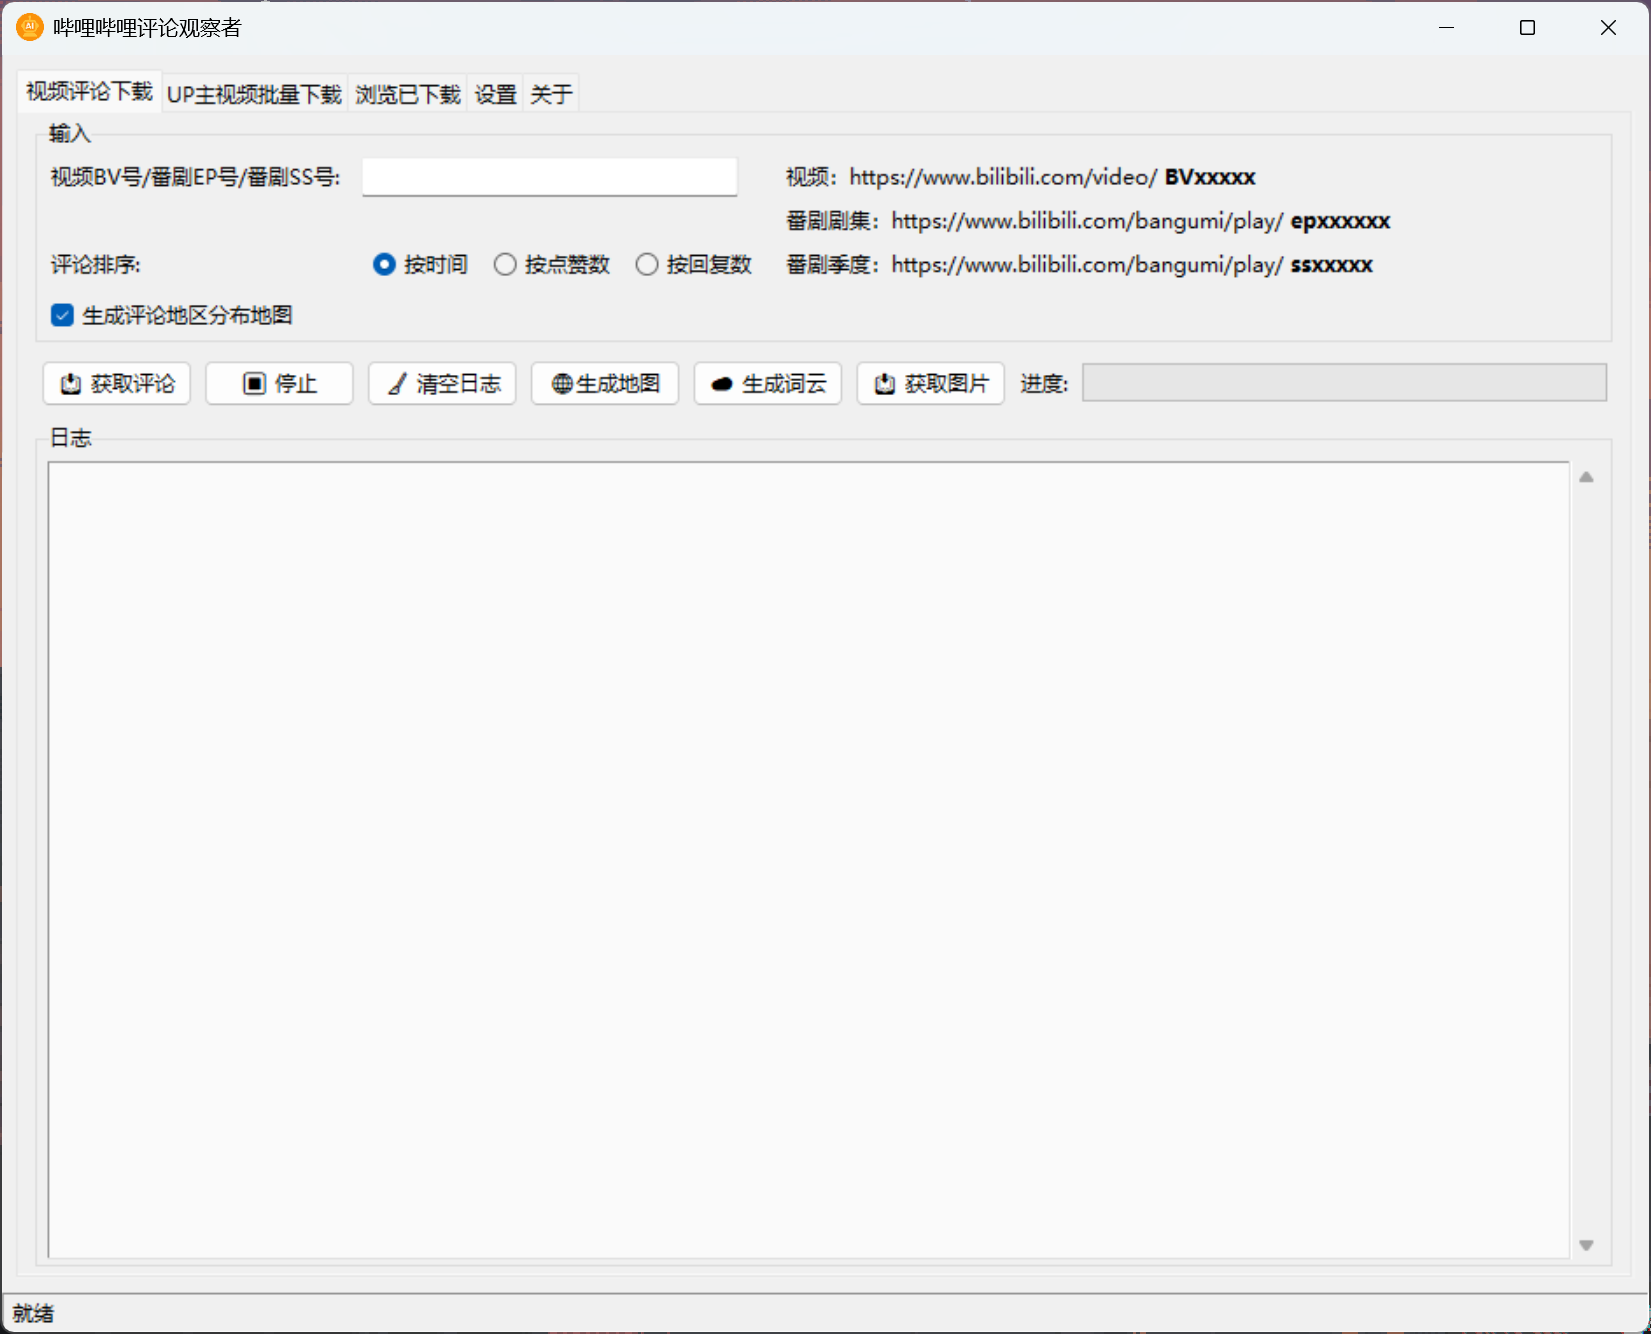 哔哩哔哩评论观察者
视频评论下载 UP主视频批量下载 浏览已下载 设置 关于
输入
视频BV号/番剧EP号/番剧SS号: 视频：https://www.bilibili.com/video/ BVxxxxx
番剧剧集：https://www.bilibili.com/bangumi/play/ epxxxxxx
评论排序: 按时间 按点赞数 按回复数 番剧季度：https://www.bilibili.com/bangumi/play/ ssxxxxx
生成评论地区分布地图
获取评论 停止 清空日志 生成地图 生成词云 获取图片 进度:
日志
就绪